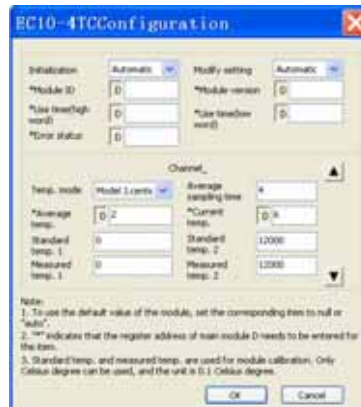 EC10-4TCConfiguration
Initialization Automatic Modify setting Automatic
*Module ID D *Module version D
*Use time(high word) D *Use time(low word) D
*Error status D
Channel_
Temp. mode Model 1:centi Average sampling time 4
*Average temp. D 2 *Current temp. D 6
Standard temp. 1 0 Standard temp. 2 12000
Measured temp. 1 0 Measured temp. 2 12000
Note:
1. To use the default value of the module, set the corresponding item to null or
"auto".
2. "*" indicates that the register address of main module D needs to be entered for
the item.
3. Standard temp. and measured temp. are used for module calibration. Only
Celsius degree can be used, and the unit is 0.1 Celsius degree.
OK Cancel